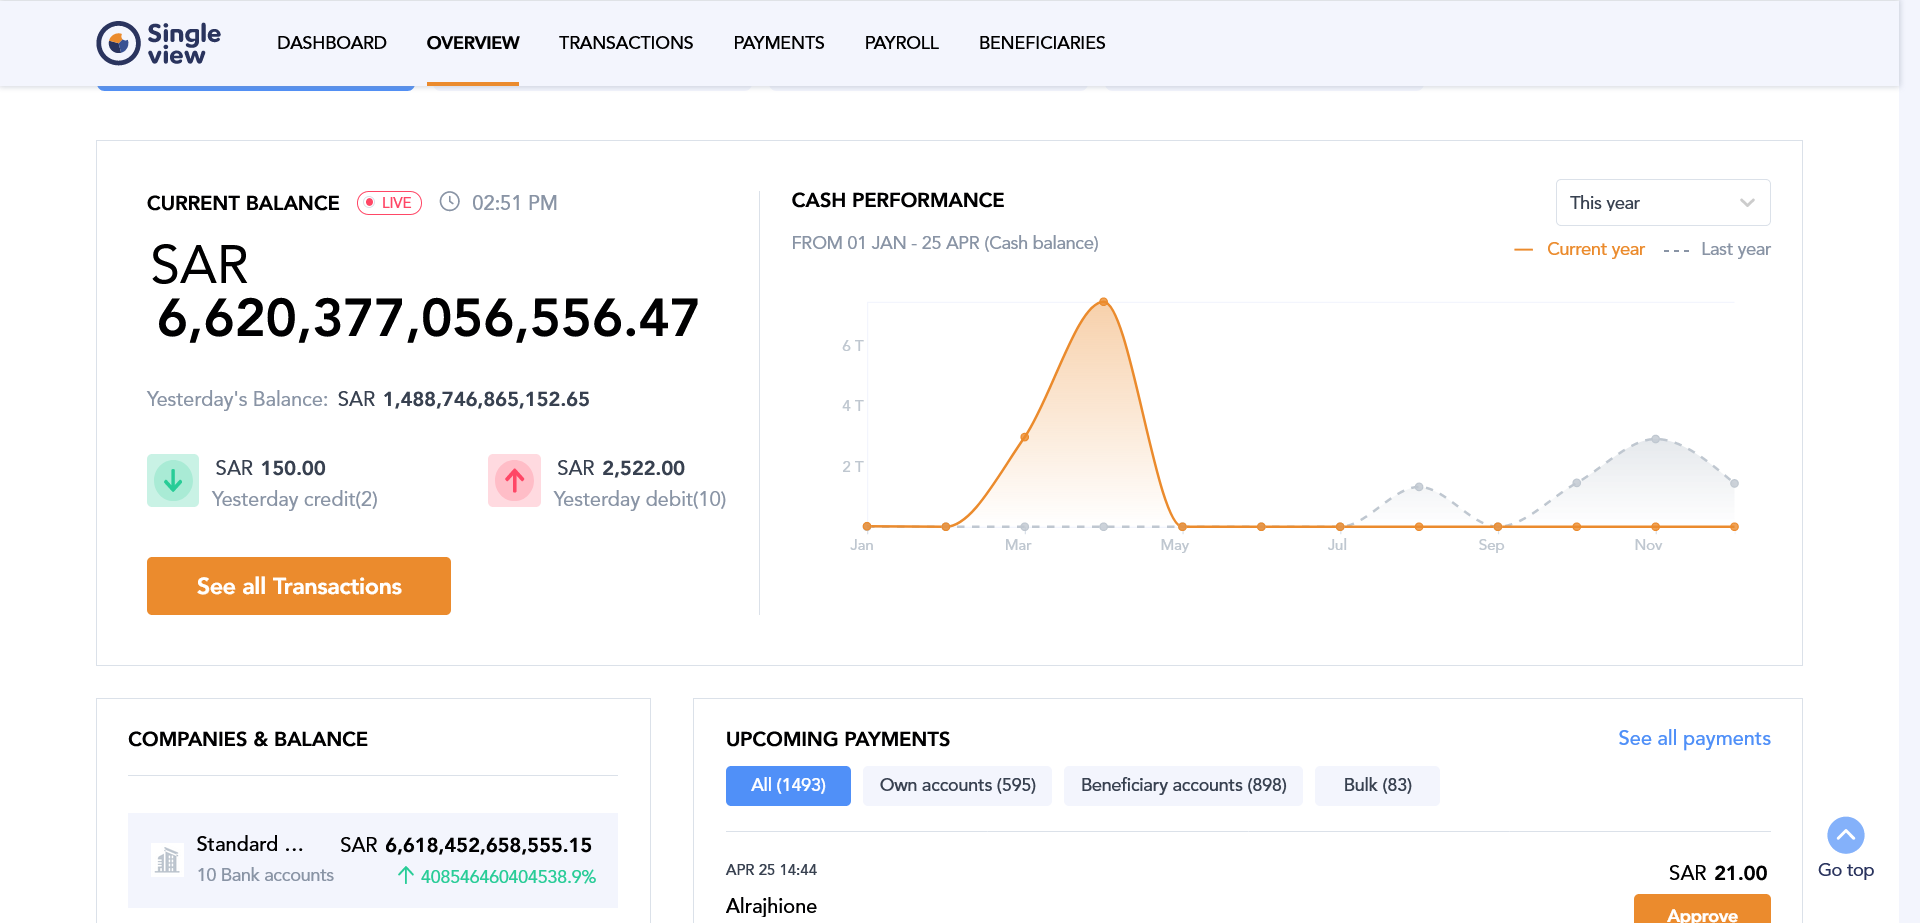 Single view
DASHBOARD OVERVIEW TRANSACTIONS PAYMENTS PAYROLL BENEFICIARIES
CURRENT BALANCE LIVE 02:51 PM
SAR
6,620,377,056,556.47
Yesterday's Balance: SAR 1,488,746,865,152.65
SAR 150.00
Yesterday credit(2)
SAR 2,522.00
Yesterday debit(10)
See all Transactions
CASH PERFORMANCE
This year
FROM 01 JAN - 25 APR (Cash balance)
Current year Last year
6 T
4 T
2 T
Jan Mar May Jul Sep Nov
COMPANIES & BALANCE
Standard ... SAR 6,618,452,658,555.15
10 Bank accounts 408546460404538.9%
UPCOMING PAYMENTS See all payments
All (1493) Own accounts (595) Beneficiary accounts (898) Bulk (83)
APR 25 14:44 SAR 21.00
Alrajhione Approve
Go top